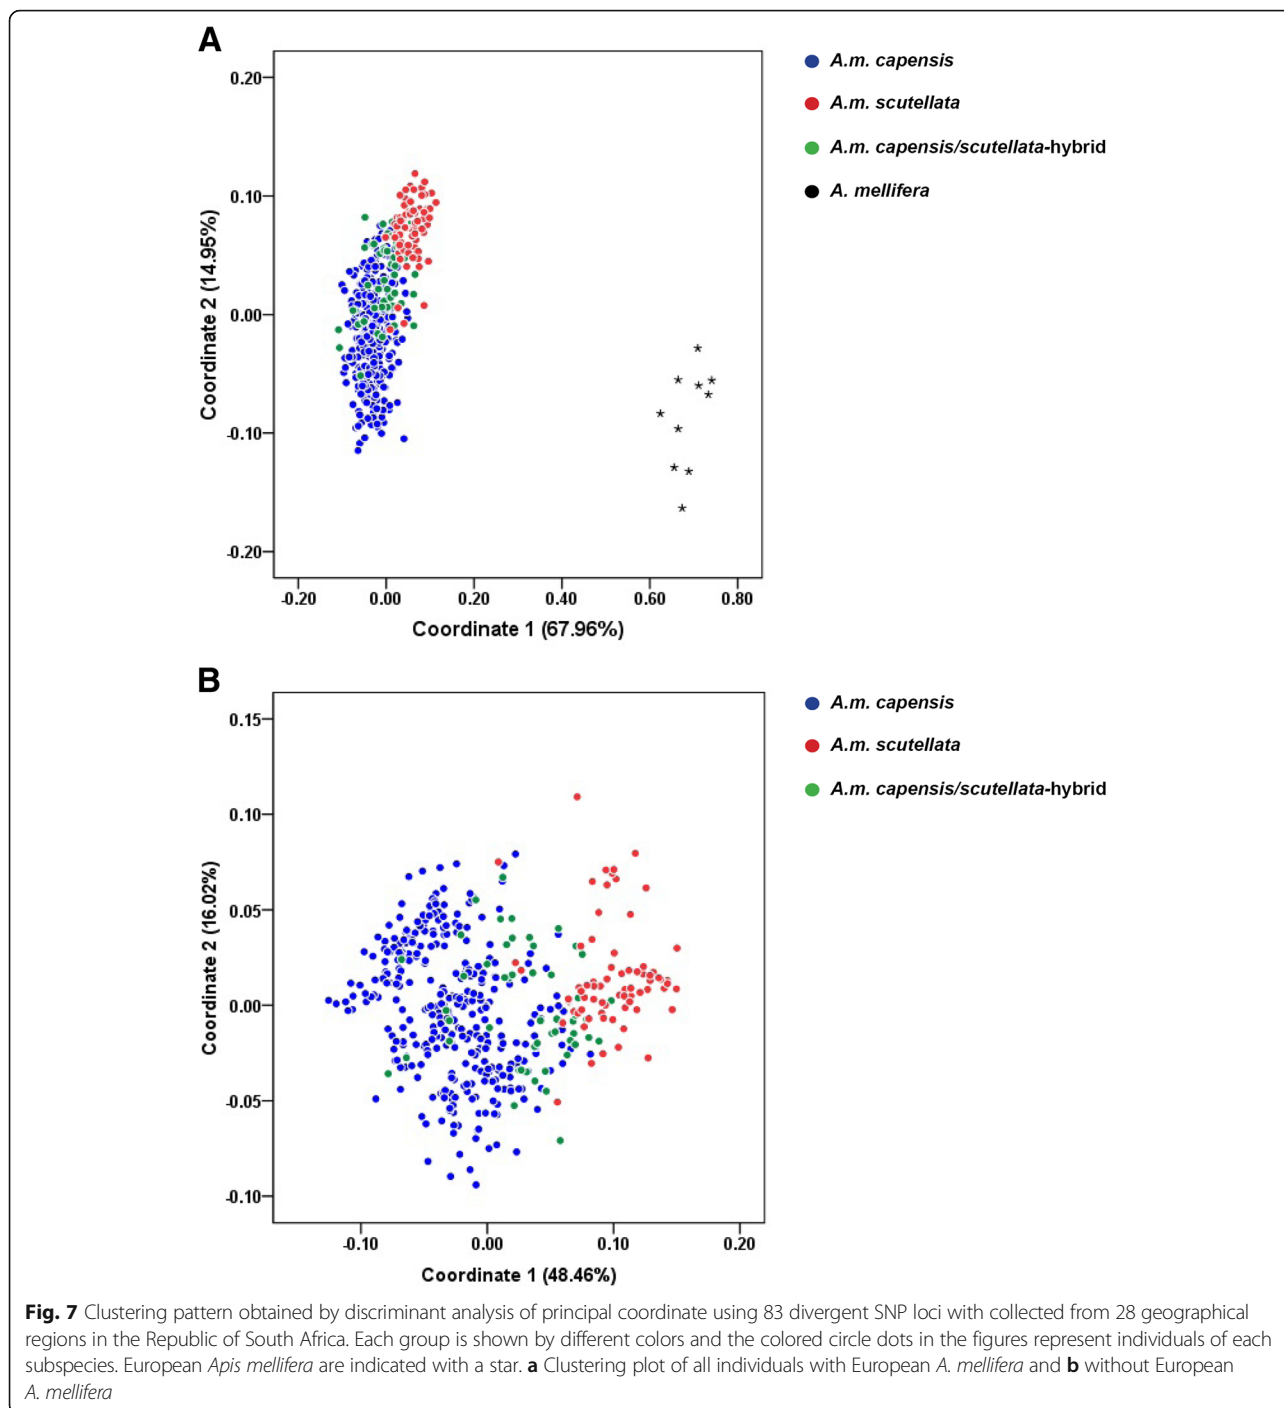 A
A.m. capensis
A.m. scutellata
A.m. capensis/scutellata-hybrid
A. mellifera
0.20
0.10
0.00
-0.10
-0.20
Coordinate 2 (14.95%)
-0.20 0.00 0.20 0.40 0.60 0.80
Coordinate 1 (67.96%)
B
A.m. capensis
A.m. scutellata
A.m. capensis/scutellata-hybrid
0.15
0.10
0.05
0.00
-0.05
-0.10
Coordinate 2 (16.02%)
-0.10 0.00 0.10 0.20
Coordinate 1 (48.46%)
Fig. 7 Clustering pattern obtained by discriminant analysis of principal coordinate using 83 divergent SNP loci with collected from 28 geographical
regions in the Republic of South Africa. Each group is shown by different colors and the colored circle dots in the figures represent individuals of each
subspecies. European Apis mellifera are indicated with a star. a Clustering plot of all individuals with European A. mellifera and b without European
A. mellifera